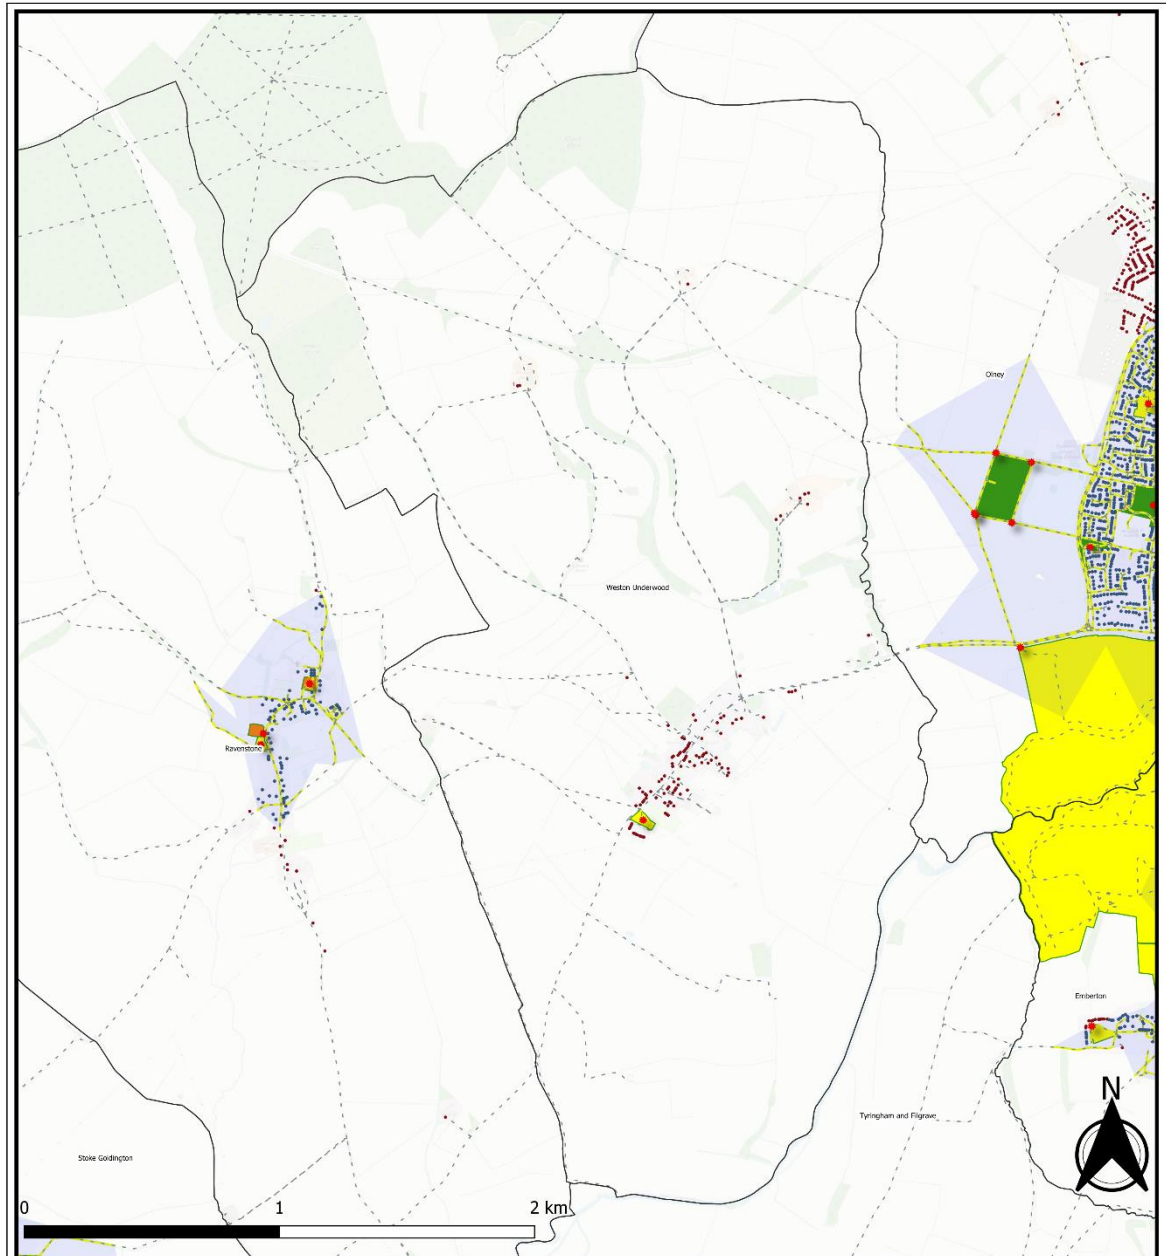 Olney
Weston Underwood
Ravenstone
Emberton
Tyringham and Filgrave
Stoke Goldington
N
0 1 2 km